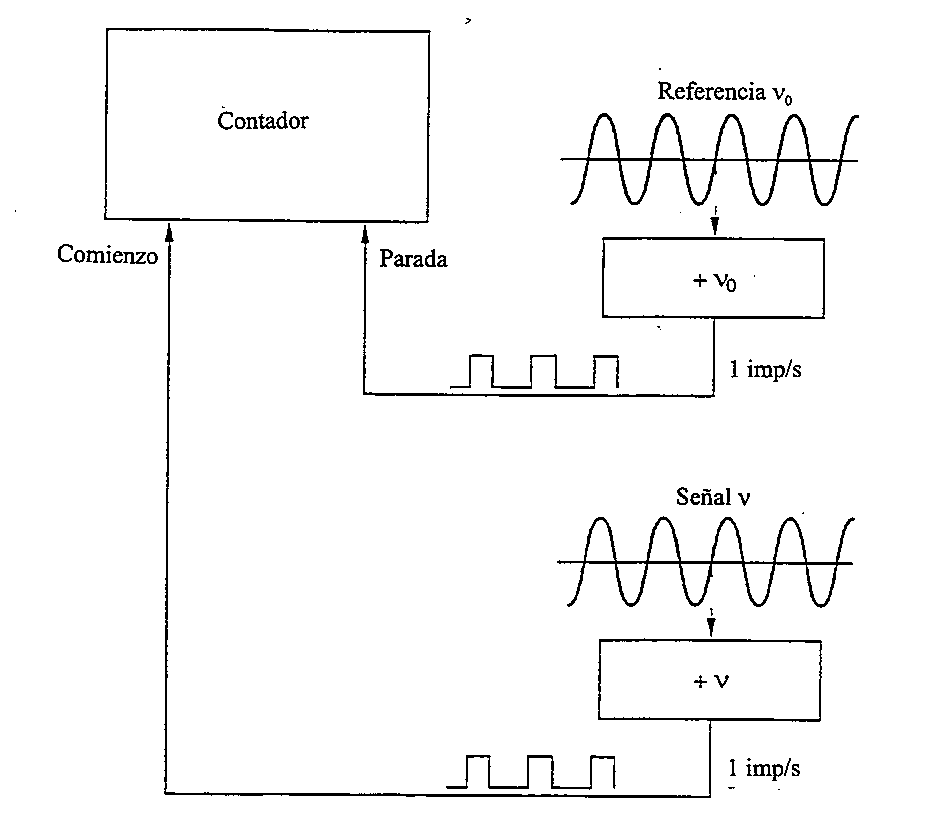 Contador
Referencia ν₀
Comienzo
Parada
+ ν₀
1 imp/s
Señal ν
+ ν
1 imp/s